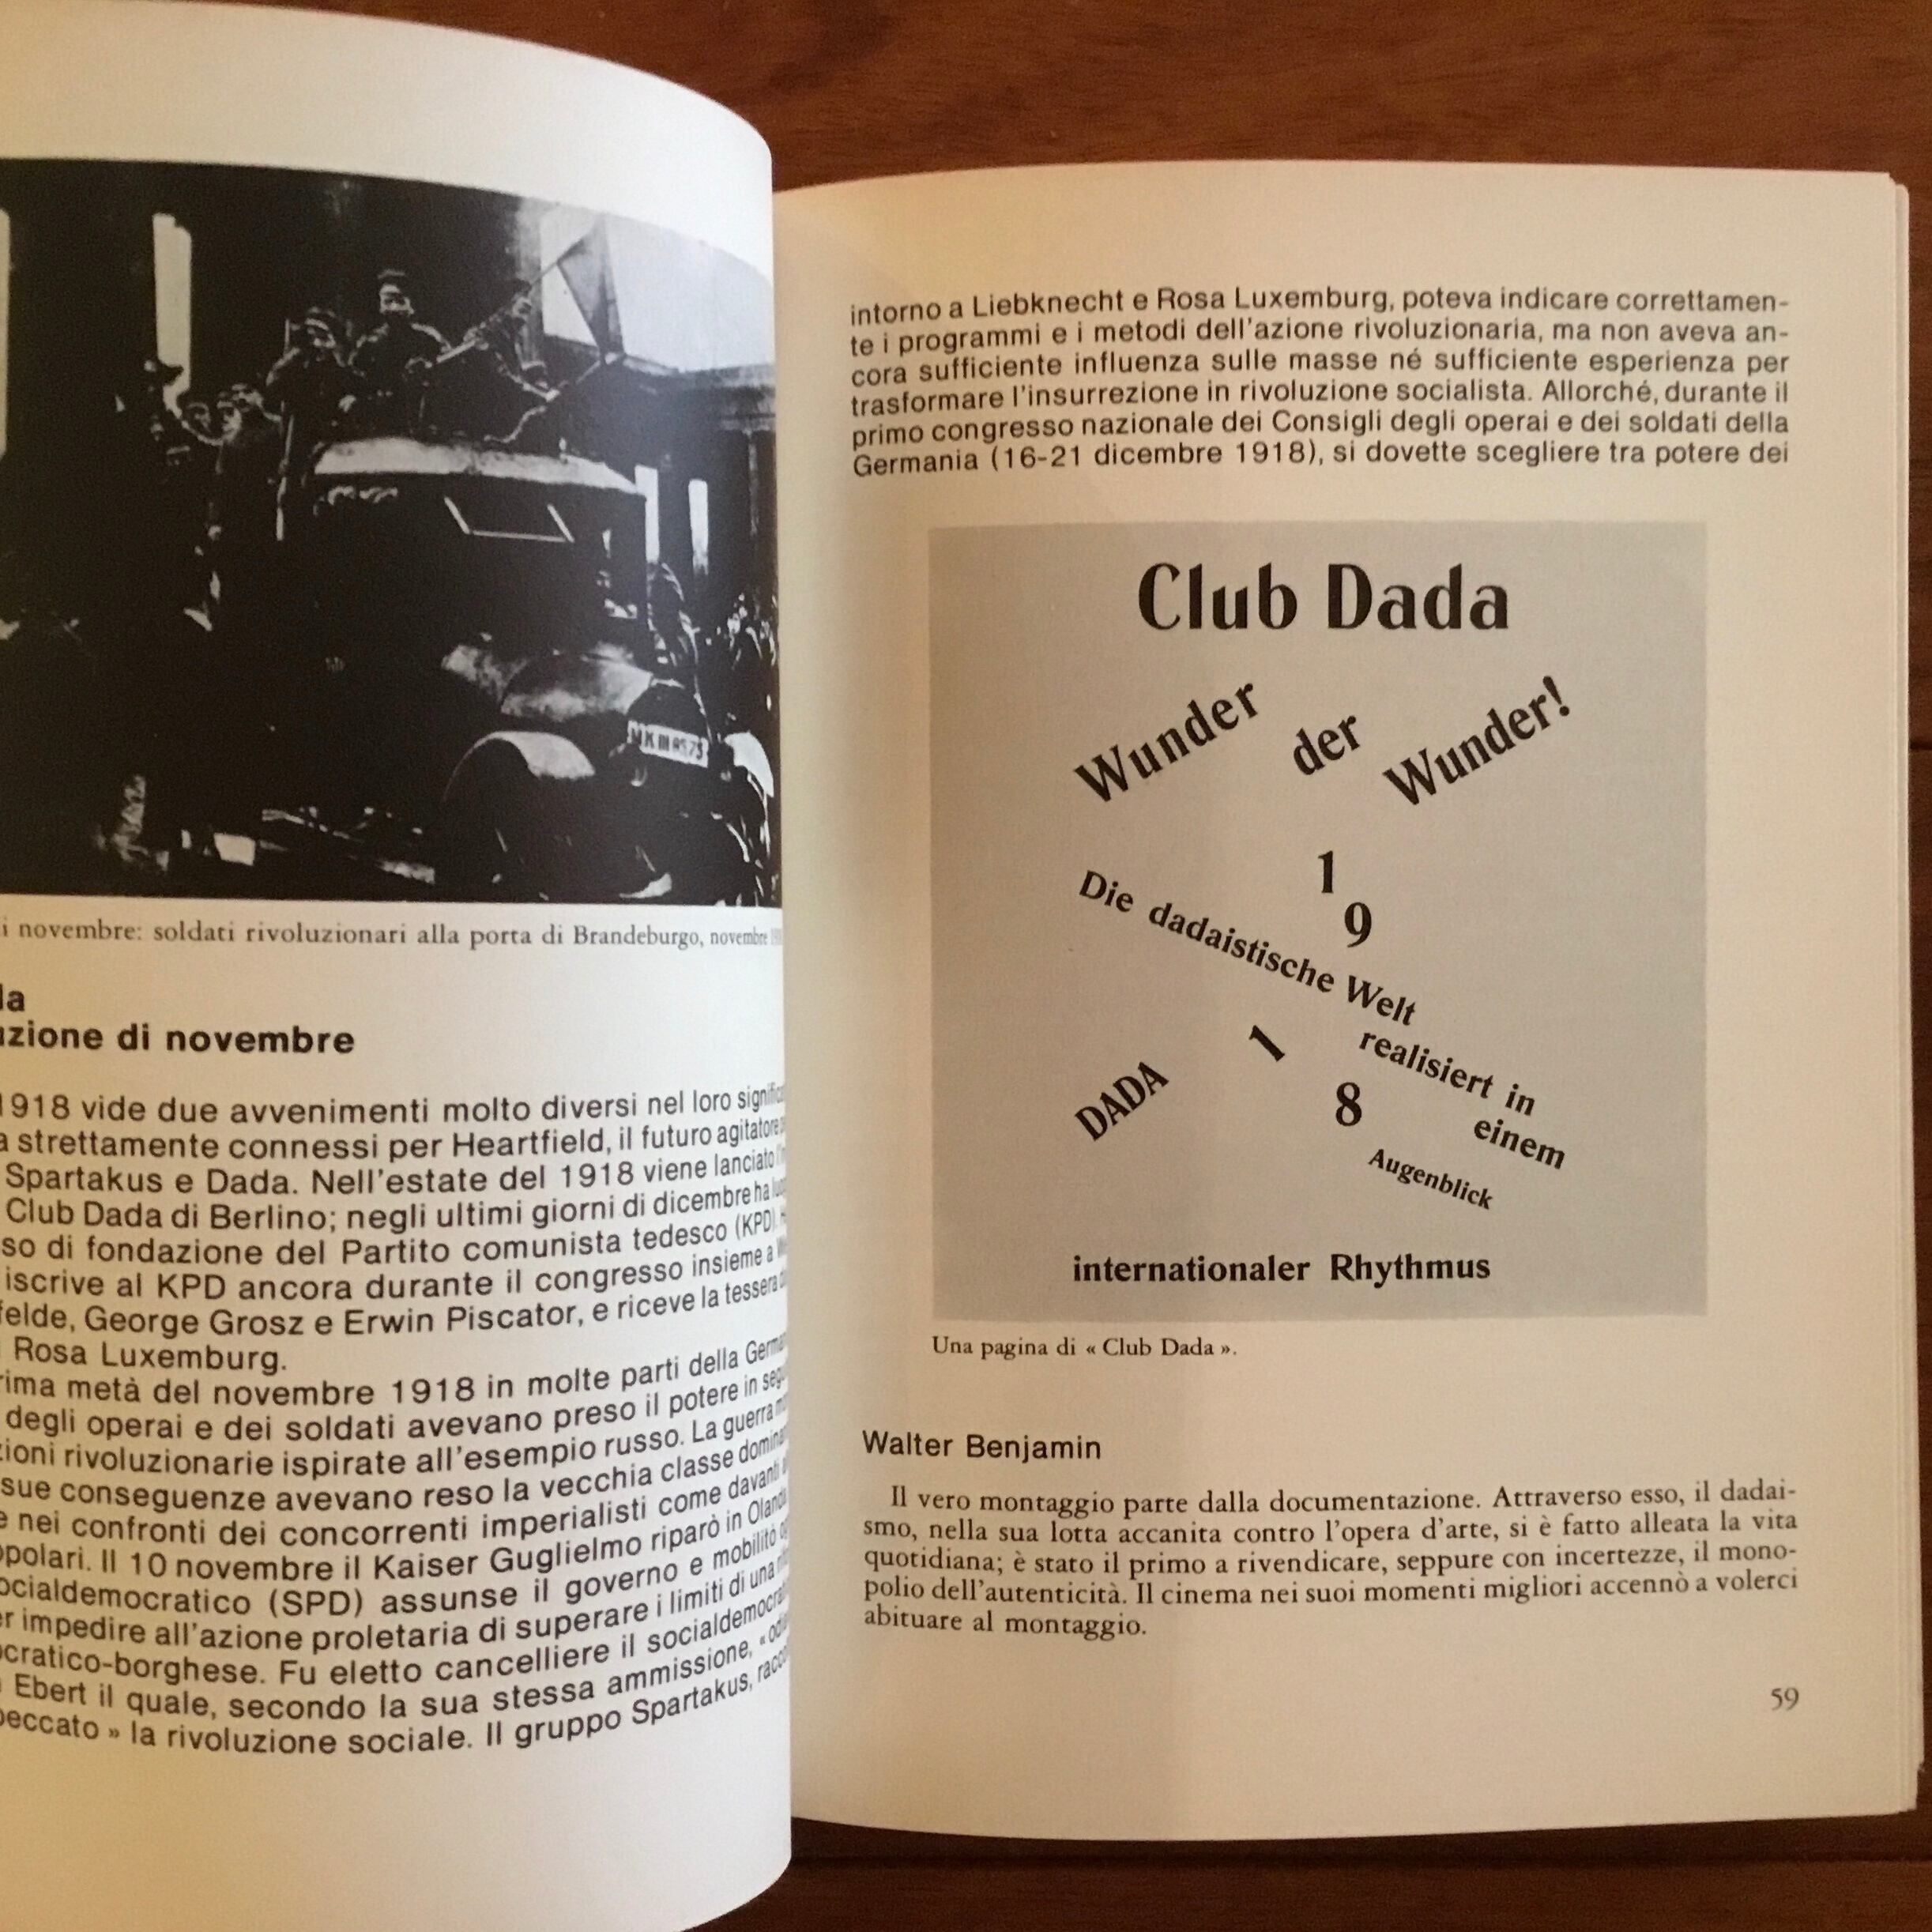 i novembre: soldati rivoluzionari alla porta di Brandeburgo, novembre
la
uzione di novembre
1918 vide due avvenimenti molto diversi nel loro
a strettamente connessi per Heartfield, il futuro agitatore
Spartakus e Dada. Nell'estate del 1918 viene lanciato
Club Dada di Berlino; negli ultimi giorni di dicembre ha
so di fondazione del Partito comunista tedesco (KPD).
iscrive al KPD ancora durante il congresso insieme a
felde, George Grosz e Erwin Piscator, e riceve la tessera
Rosa Luxemburg.
rima metà del novembre 1918 in molte parti della
degli operai e dei soldati avevano preso il potere in
zioni rivoluzionarie ispirate all'esempio russo. La guerra
sue conseguenze avevano reso la vecchia classe
e nei confronti dei concorrenti imperialisti come davanti
opolari. Il 10 novembre il Kaiser Guglielmo riparò in
ocialdemocratico (SPD) assunse il governo e mobilitò
er impedire all'azione proletaria di superare i limiti di una
ocratico-borghese. Fu eletto cancelliere il
Ebert il quale, secondo la sua stessa ammissione,
peccato » la rivoluzione sociale. Il gruppo Spartakus,
intorno a Liebknecht e Rosa Luxemburg, poteva indicare correttamen-
te i programmi e i metodi dell'azione rivoluzionaria, ma non aveva an-
cora sufficiente influenza sulle masse né sufficiente esperienza per
trasformare l'insurrezione in rivoluzione socialista. Allorché, durante il
primo congresso nazionale dei Consigli degli operai e dei soldati della
Germania (16-21 dicembre 1918), si dovette scegliere tra potere dei
Club Dada
Wunder der Wunder!
1
9
Die dadaistische Welt
realisiert in
1
DADA
8
einem
Augenblick
internationaler Rhythmus
Una pagina di « Club Dada ».
Walter Benjamin
Il vero montaggio parte dalla documentazione. Attraverso esso, il dadai-
smo, nella sua lotta accanita contro l'opera d'arte, si è fatto alleata la vita
quotidiana; è stato il primo a rivendicare, seppure con incertezze, il mono-
polio dell'autenticità. Il cinema nei suoi momenti migliori accennò a volerci
abituare al montaggio.
59